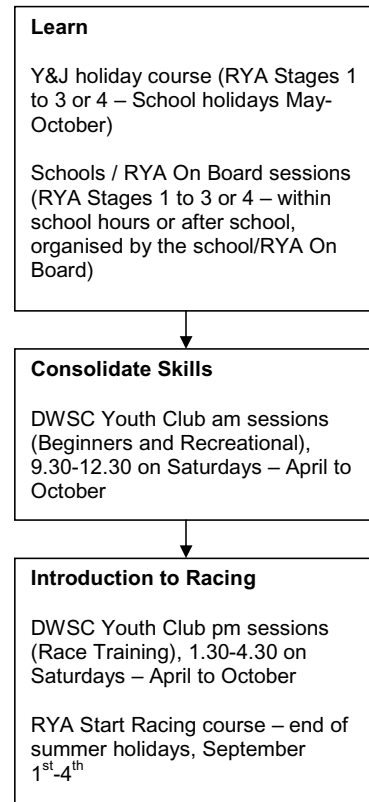 Learn
Y&J holiday course (RYA Stages 1
to 3 or 4 – School holidays May-
October)
Schools / RYA On Board sessions
(RYA Stages 1 to 3 or 4 – within
school hours or after school,
organised by the school/RYA On
Board)
Consolidate Skills
DWSC Youth Club am sessions
(Beginners and Recreational),
9.30-12.30 on Saturdays – April to
October
Introduction to Racing
DWSC Youth Club pm sessions
(Race Training), 1.30-4.30 on
Saturdays – April to October
RYA Start Racing course – end of
summer holidays, September
1st-4th